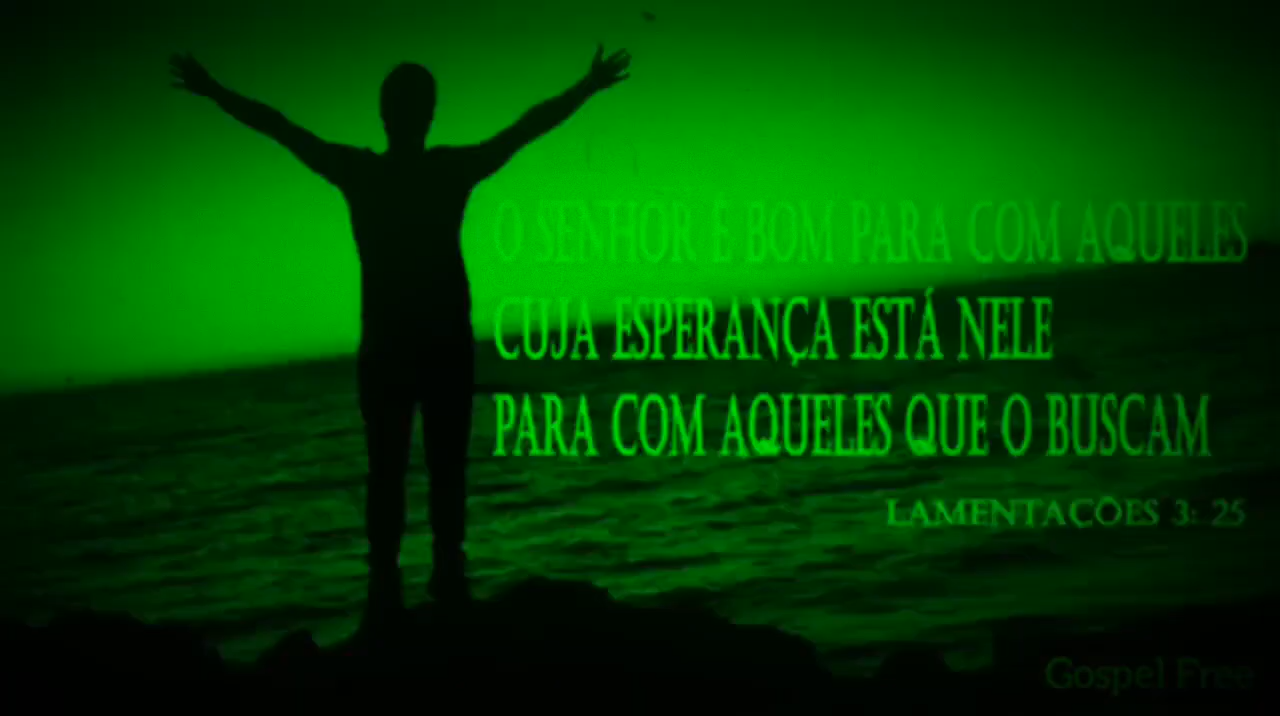 O SENHOR É BOM PARA COM AQUELES
CUJA ESPERANÇA ESTÁ NELE
PARA COM AQUELES QUE O BUSCAM
LAMENTAÇÕES 3: 25
Gospel Free